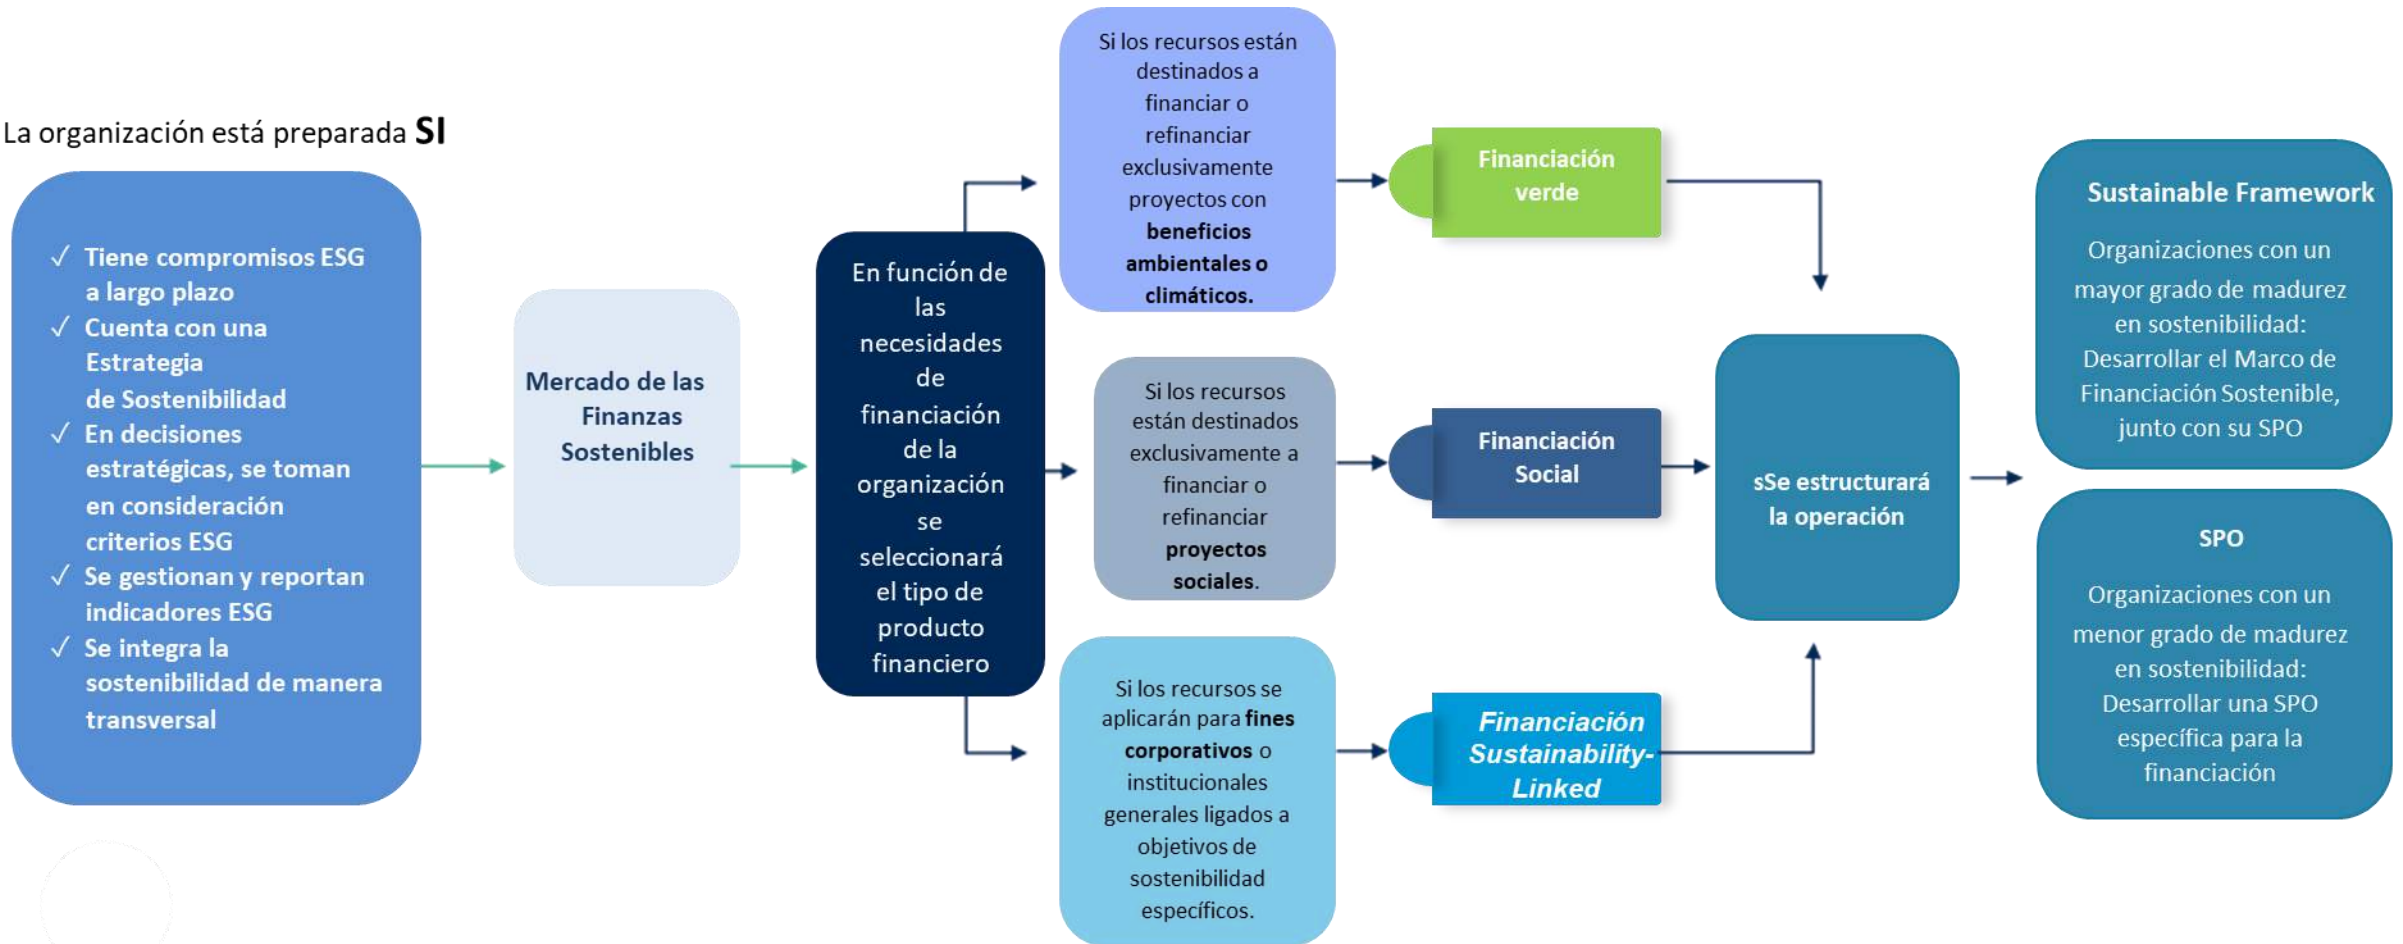 La organización está preparada SI
✓ Tiene compromisos ESG
a largo plazo
✓ Cuenta con una
Estrategia
de Sostenibilidad
✓ En decisiones
estratégicas, se toman
en consideración
criterios ESG
✓ Se gestionan y reportan
indicadores ESG
✓ Se integra la
sostenibilidad de manera
transversal
Mercado de las
Finanzas
Sostenibles
En función de
las
necesidades
de
financiación
de la
organización
se
seleccionará
el tipo de
producto
financiero
Si los recursos están
destinados a
financiar o
refinanciar
exclusivamente
proyectos con
beneficios
ambientales o
climáticos.
Financiación
verde
Si los recursos
están destinados
exclusivamente a
financiar o
refinanciar
proyectos
sociales.
Financiación
Social
Si los recursos se
aplicarán para fines
corporativos o
institucionales
generales ligados a
objetivos de
sostenibilidad
específicos.
Financiación
Sustainability-
Linked
sSe estructurará
la operación
Sustainable Framework
Organizaciones con un
mayor grado de madurez
en sostenibilidad:
Desarrollar el Marco de
Financiación Sostenible,
junto con su SPO
SPO
Organizaciones con un
menor grado de madurez
en sostenibilidad:
Desarrollar una SPO
específica para la
financiación